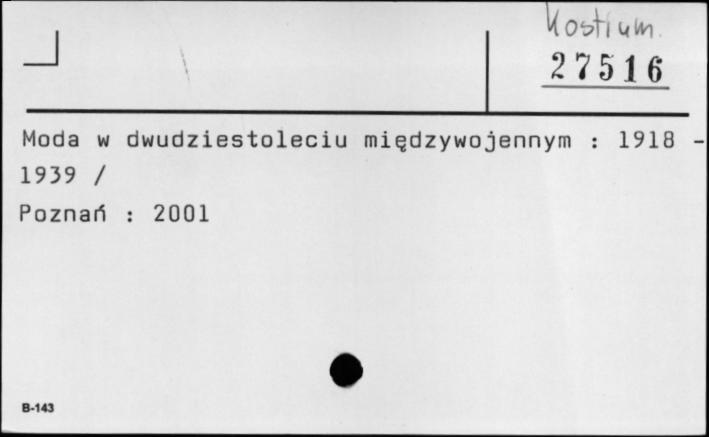 Kostium.
27516
Moda w dwudziestoleciu międzywojennym : 1918 -
1939 /
Poznań : 2001
B-143